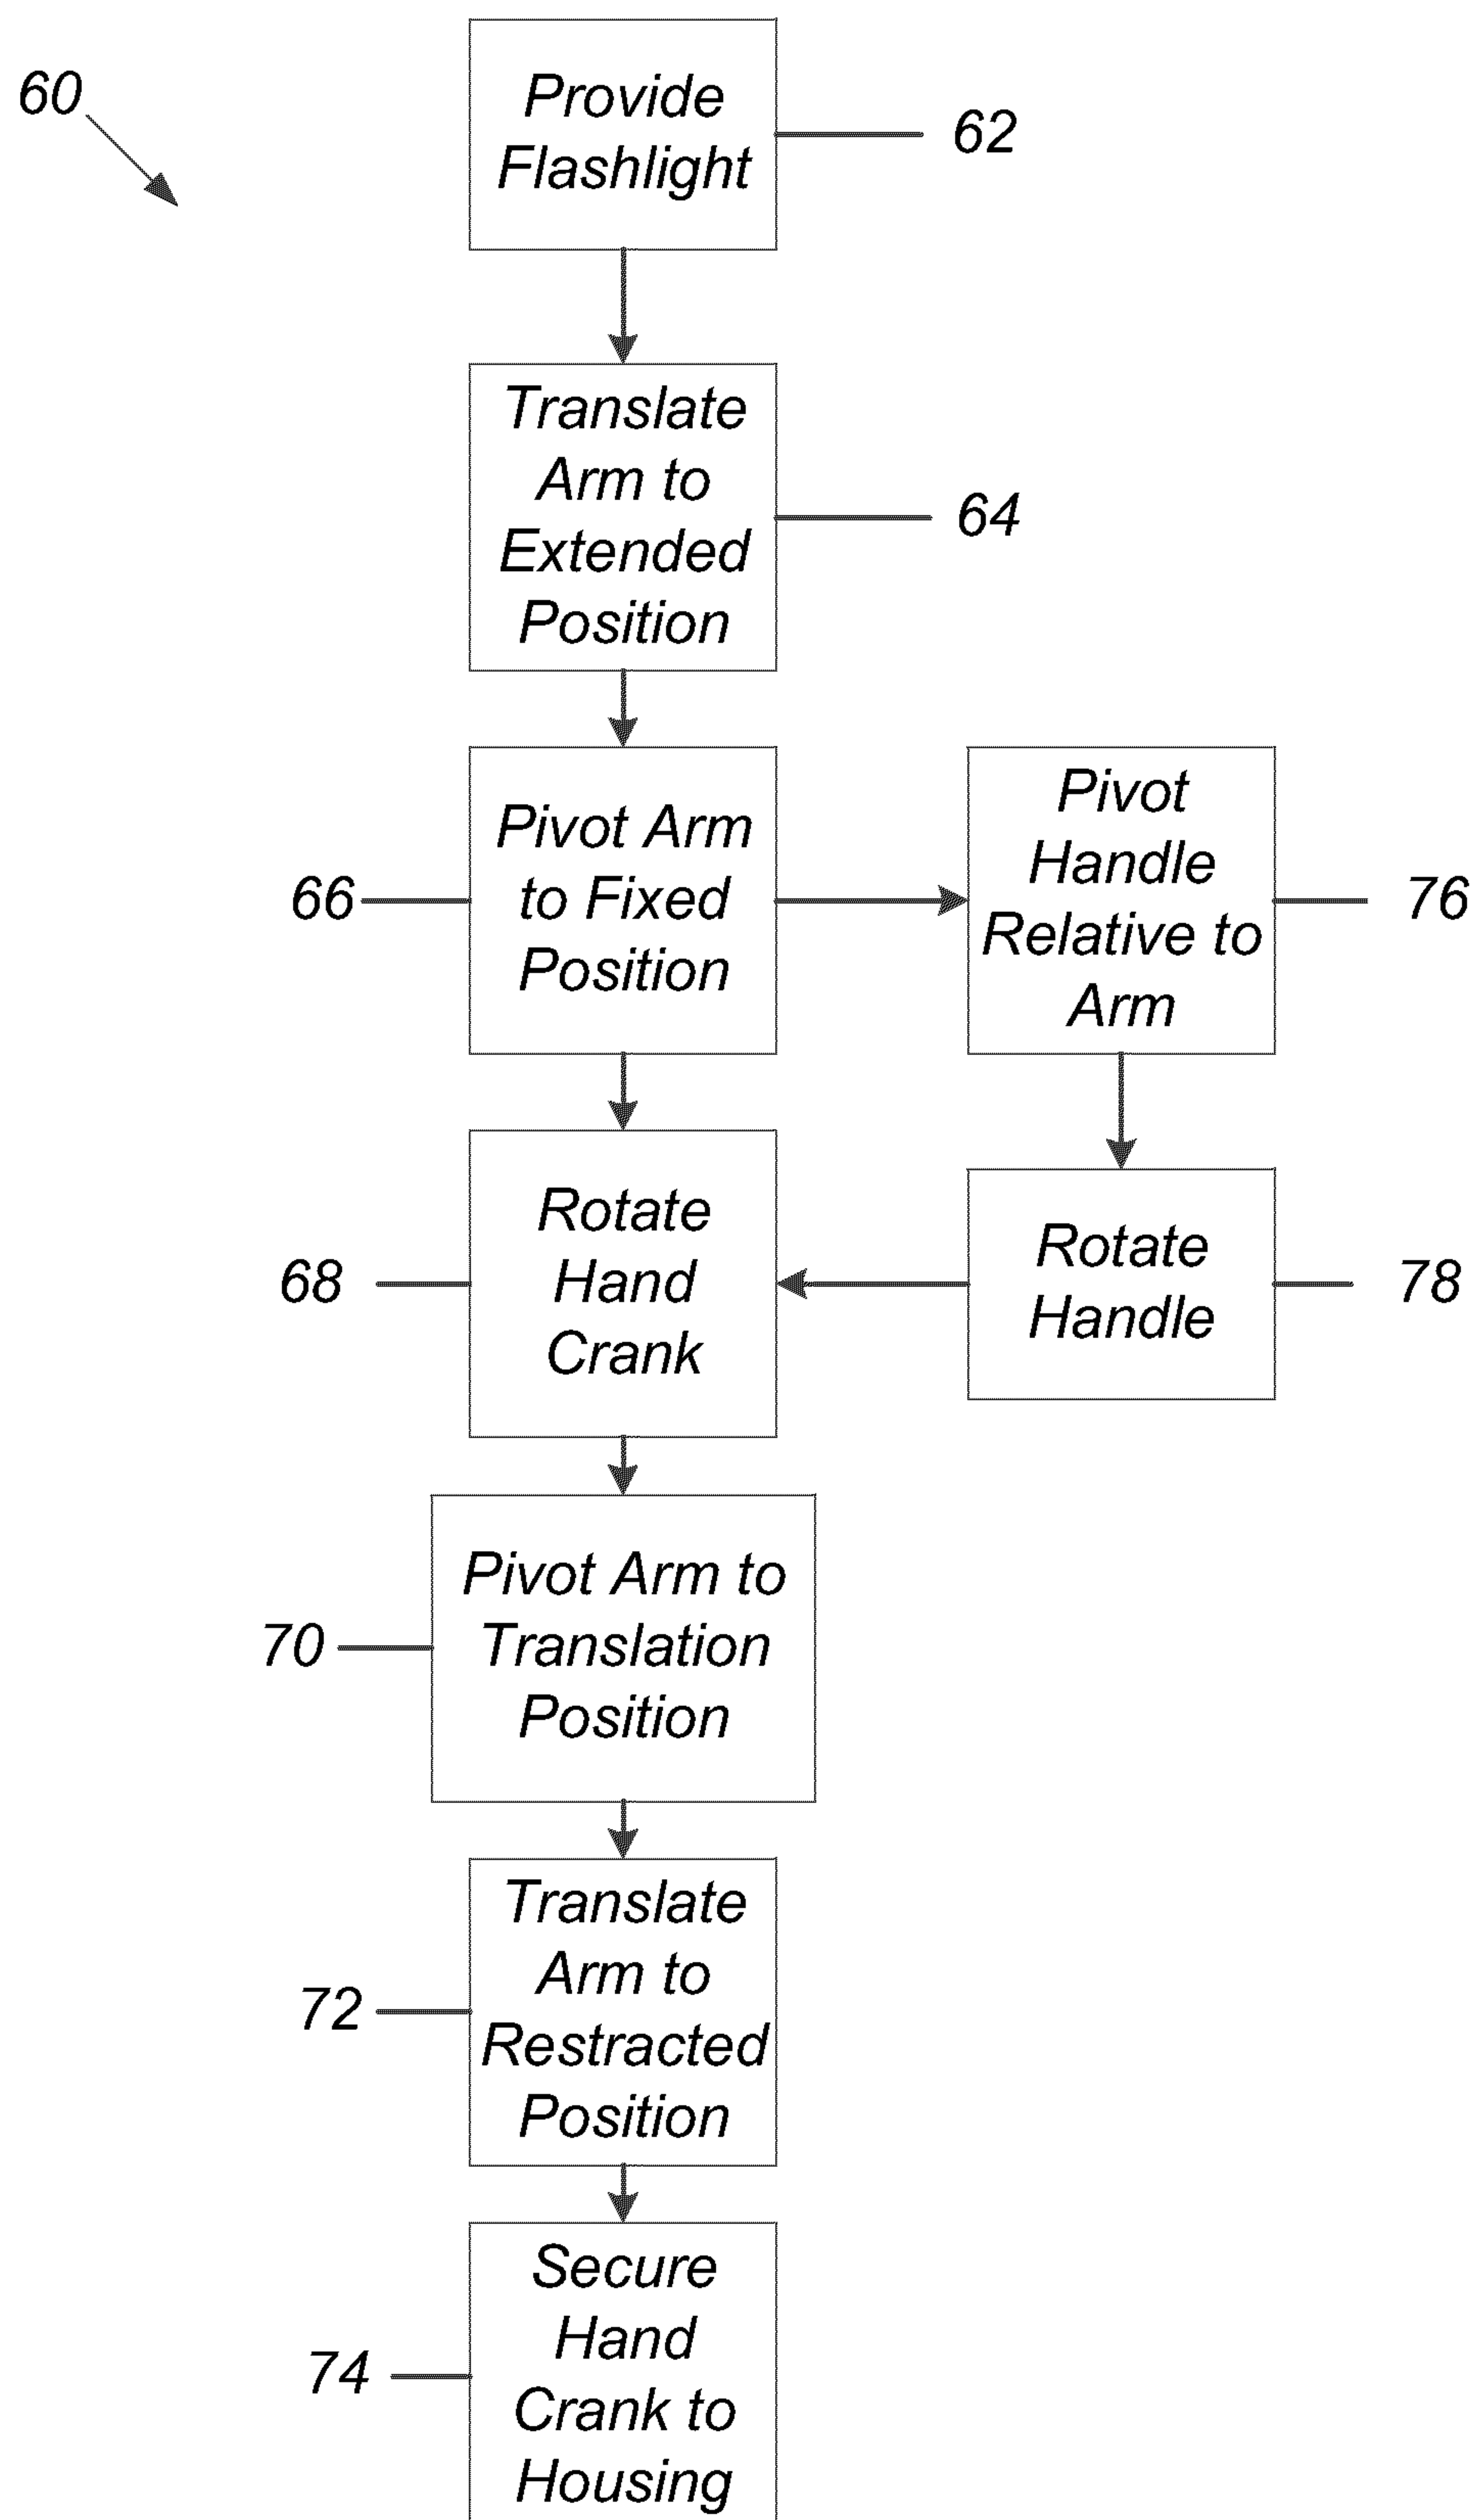 60
Provide
Flashlight
62
Translate
Arm to
Extended
Position
64
Pivot Arm
to Fixed
Position
66
Pivot
Handle
Relative to
Arm
76
Rotate
Hand
Crank
68
Rotate
Handle
78
Pivot Arm to
Translation
Position
70
Translate
Arm to
Restracted
Position
72
Secure
Hand
Crank to
Housing
74